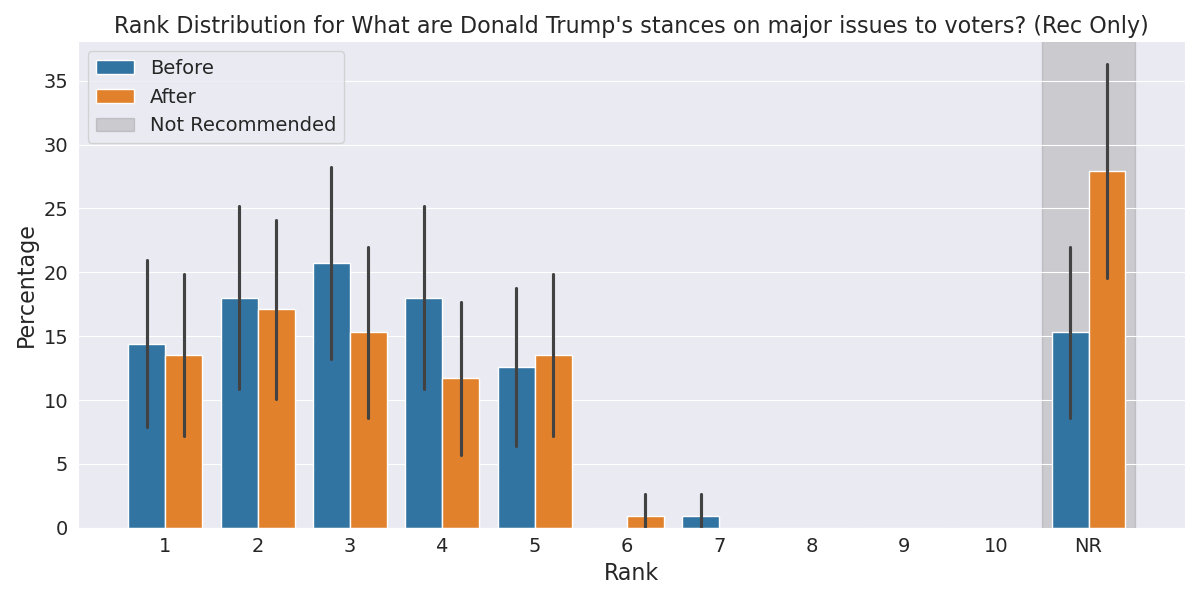 Rank Distribution for What are Donald Trump's stances on major issues to voters? (Rec Only)
Before
After
Not Recommended
Percentage
35
30
25
20
15
10
5
0
1 2 3 4 5 6 7 8 9 10 NR
Rank